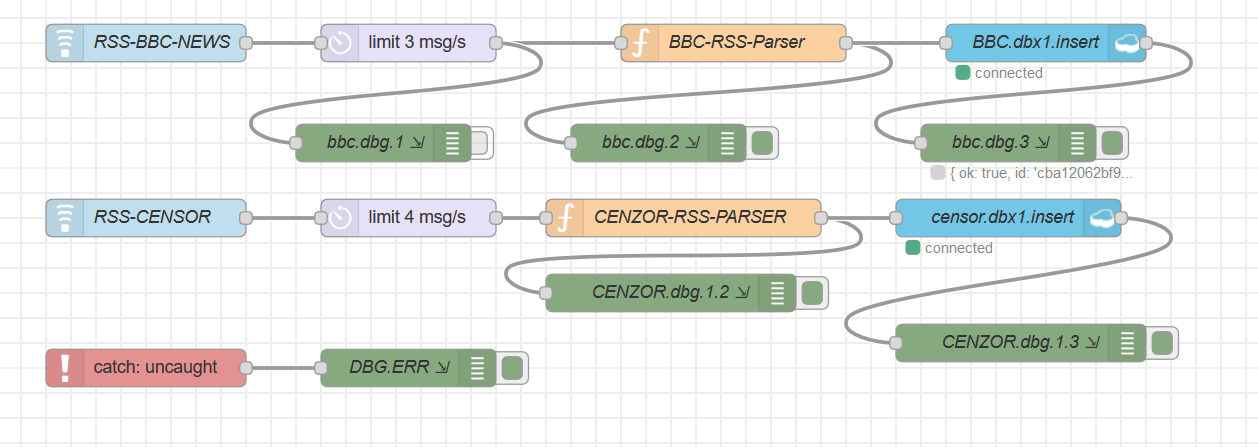 RSS-BBC-NEWS
limit 3 msg/s
BBC-RSS-Parser
BBC.dbx1.insert
connected
bbc.dbg.1 ⇲
bbc.dbg.2 ⇲
bbc.dbg.3 ⇲
{ ok: true, id: 'cba12062bf9...
RSS-CENSOR
limit 4 msg/s
CENZOR-RSS-PARSER
censor.dbx1.insert
connected
CENZOR.dbg.1.2 ⇲
CENZOR.dbg.1.3 ⇲
catch: uncaught
DBG.ERR ⇲